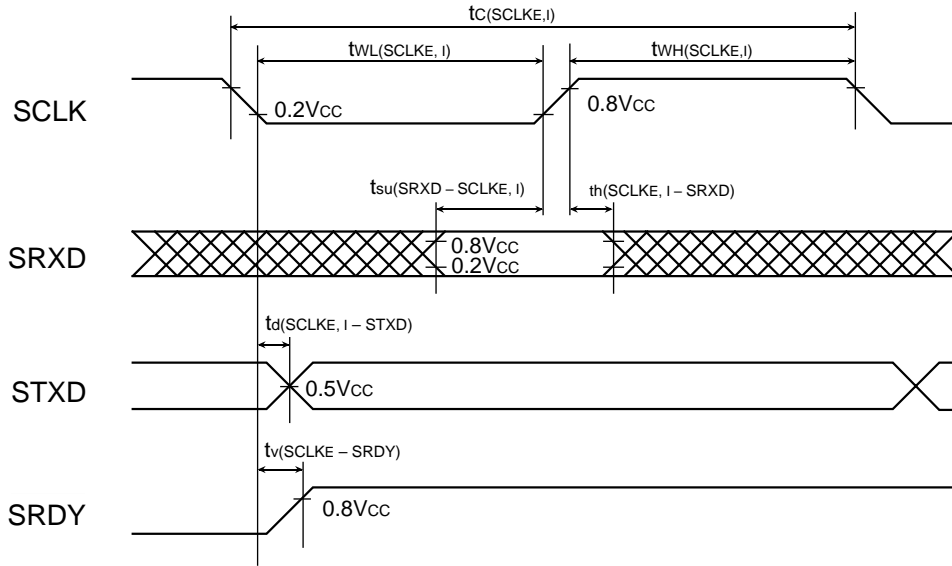 tC(SCLKE,I)
tWL(SCLKE, I)
tWH(SCLKE,I)
SCLK
0.2VCC
0.8VCC
tsu(SRXD – SCLKE, I)
th(SCLKE, I – SRXD)
SRXD
0.8VCC
0.2VCC
td(SCLKE, I – STXD)
STXD
0.5VCC
tv(SCLKE – SRDY)
SRDY
0.8VCC